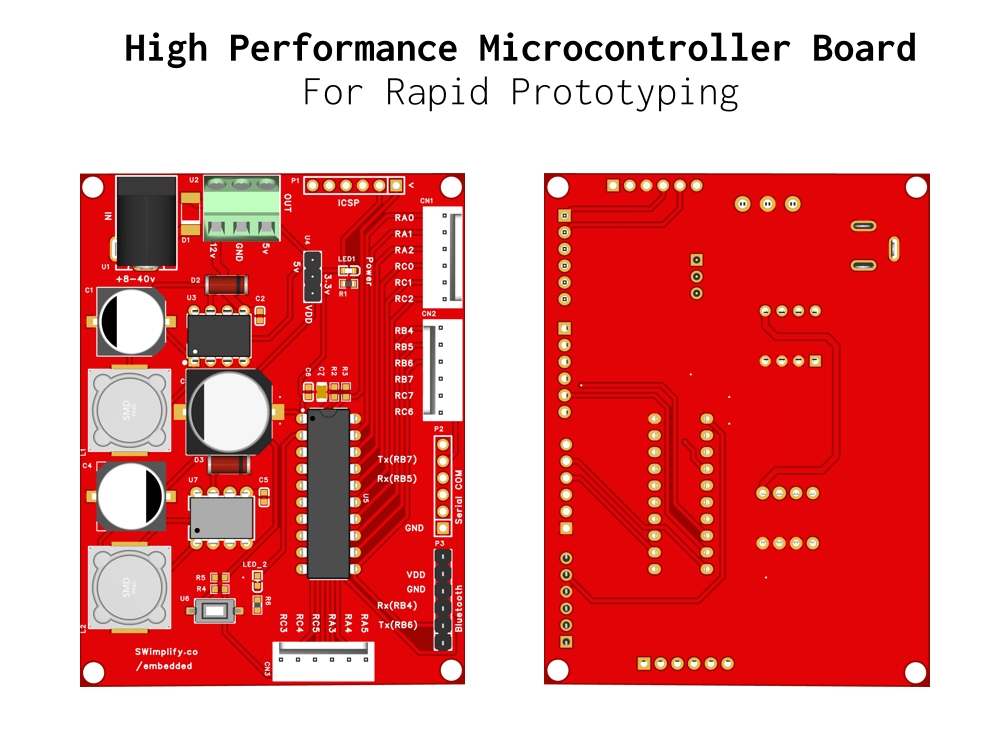 High Performance Microcontroller Board
For Rapid Prototyping
U2
P1
<
ICSP
CN1
IN
OUT
D1
U1
+8-40v
12v
GND
5v
U4
5v
3.3v
VDD
LED1
R1
Power
RA0
RA1
RA2
RC0
RC1
RC2
CN2
RB4
RB5
RB6
RB7
RC7
RC6
D2
C1
U3
C2
C
C6
C7
R2
R3
SMD
L1
C4
D3
U7
C5
U5
P2
Tx(RB7)
Rx(RB5)
Serial COM
GND
P3
VDD
GND
Rx(RB4)
Tx(RB6)
Bluetooth
SMD
L2
LED_2
R5
R4
R6
U6
RC3
RC4
RC5
RA3
RA4
RA5
CN3
SWimplify.co
/embedded